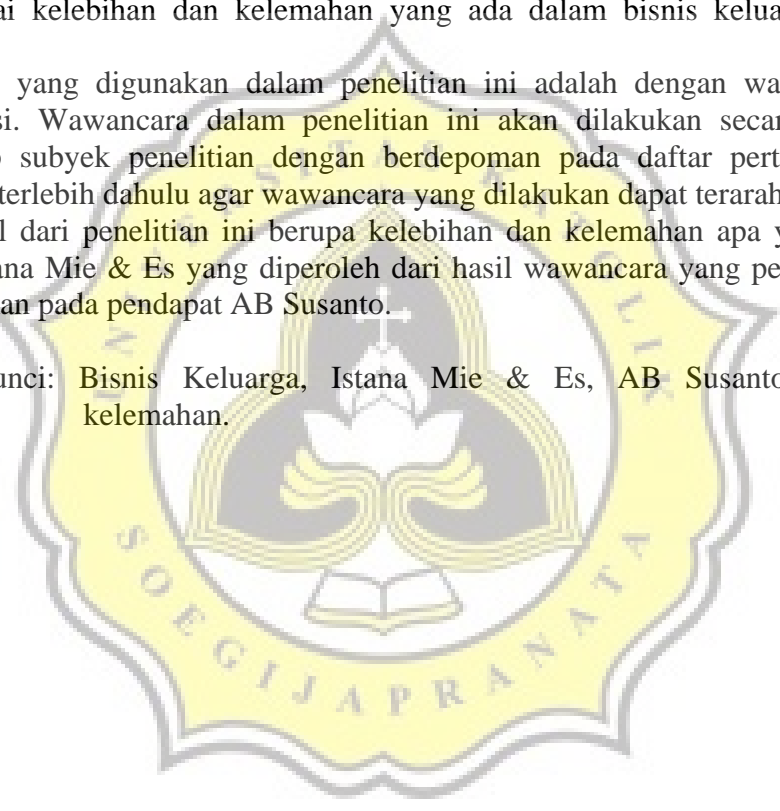 ai kelebihan dan kelemahan yang ada dalam bisnis kelua
yang digunakan dalam penelitian ini adalah dengan wa
si. Wawancara dalam penelitian ini akan dilakukan secar
subyek penelitian dengan berdepoman pada daftar pert
terlebih dahulu agar wawancara yang dilakukan dapat terarah
l dari penelitian ini berupa kelebihan dan kelemahan apa y
ana Mie & Es yang diperoleh dari hasil wawancara yang pe
an pada pendapat AB Susanto.
unci: Bisnis Keluarga, Istana Mie & Es, AB Susanto
kelemahan.
UNIVERSITAS KATOLIK
SOEGIJAPRANATA